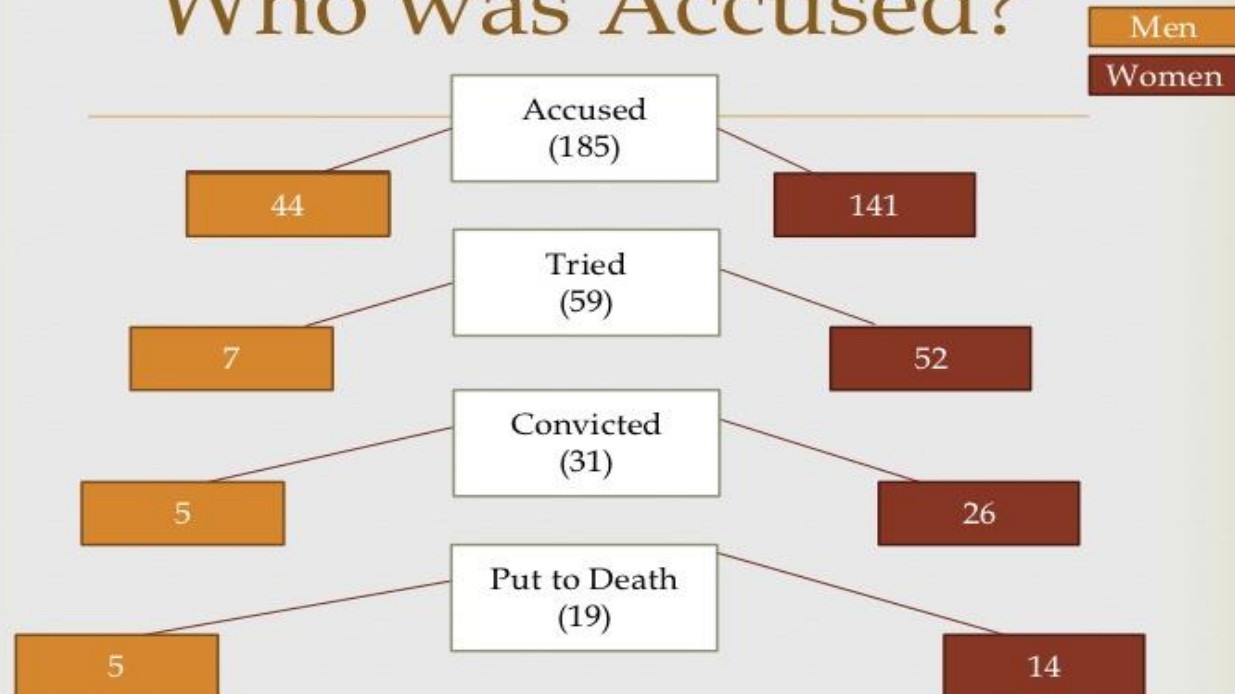 Who was Accused?
Men
Women
Accused
(185)
44
141
Tried
(59)
7
52
Convicted
(31)
5
26
Put to Death
(19)
5
14